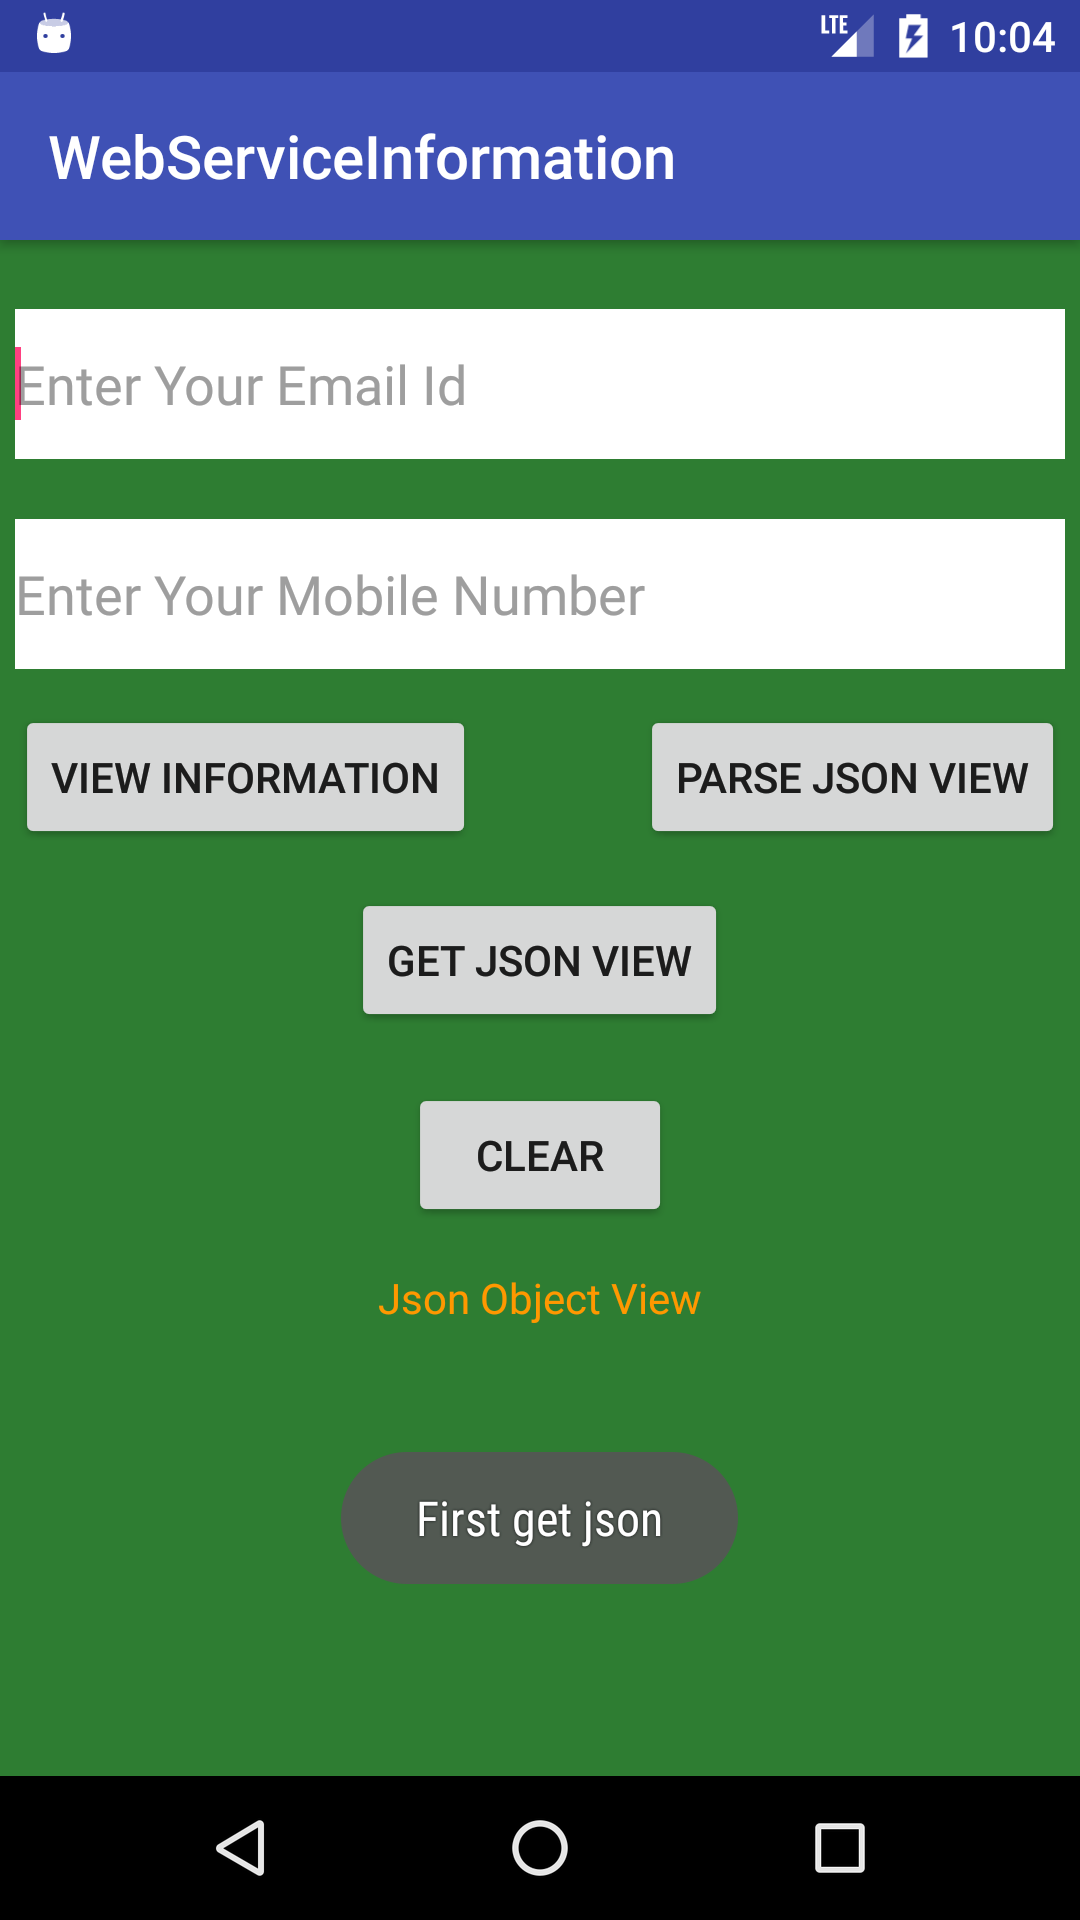 LTE 10:04
WebServiceInformation
Enter Your Email Id
Enter Your Mobile Number
VIEW INFORMATION PARSE JSON VIEW
GET JSON VIEW
CLEAR
Json Object View
First get json